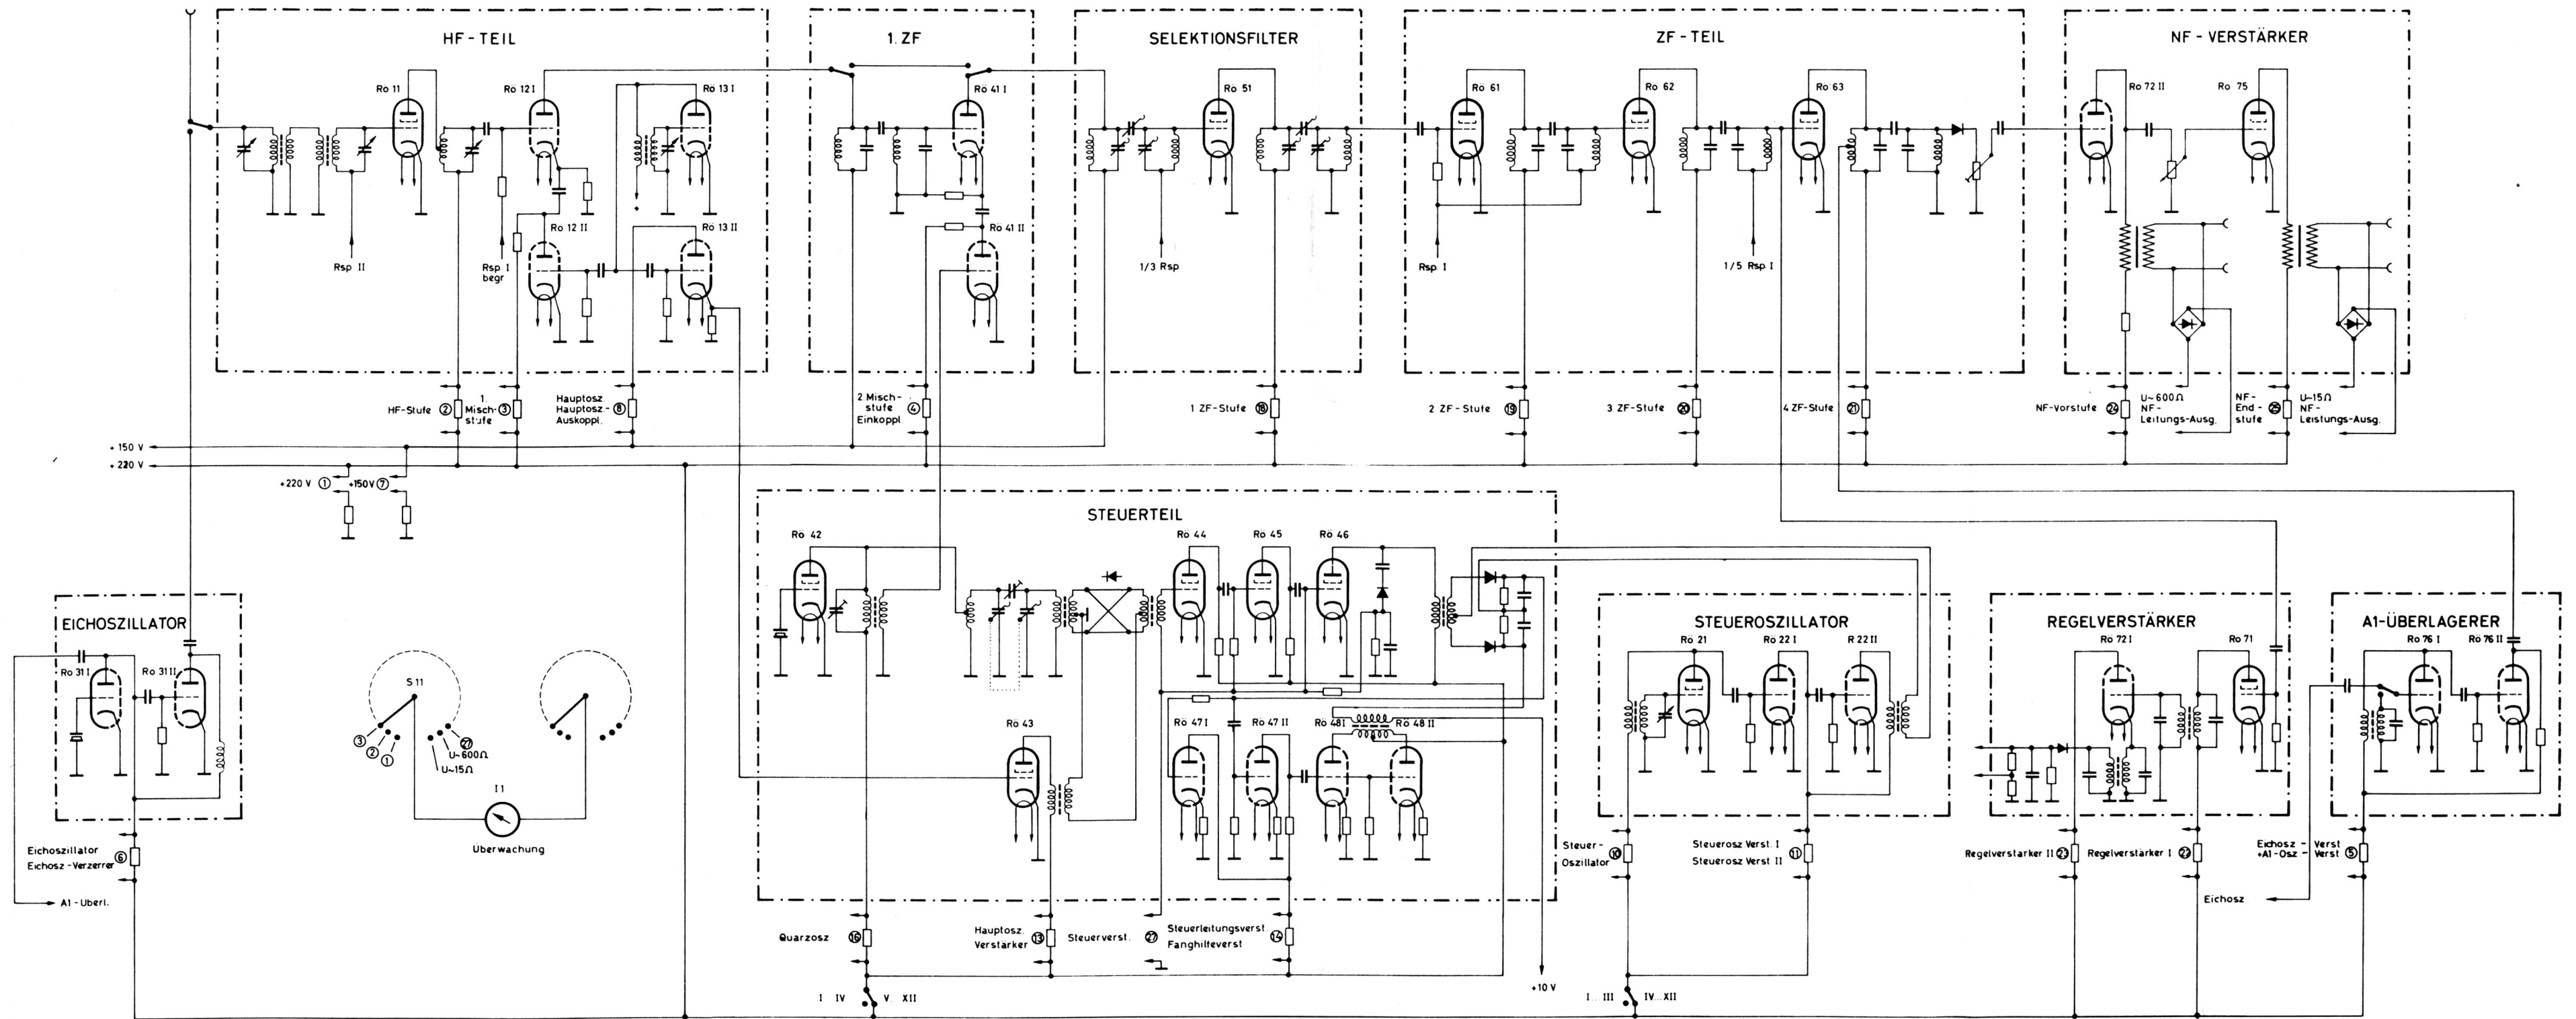 HF-TEIL
1. ZF
SELEKTIONSFILTER
ZF-TEIL
NF-VERSTÄRKER
Rö 11
Rö 12 I
Rö 13 I
Rö 41 I
Rö 51
Rö 61
Rö 62
Rö 63
Rö 72 II
Rö 75
Rö 12 II
Rö 13 II
Rö 41 II
Rsp II
Rsp. I
begr
1/3 Rsp
Rsp. I
1/5 Rsp. I
HF-Stufe ②
1.
Misch-③
stufe
Hauptosz.
Hauptosz.- ⑧
Auskoppl.
2. Misch-
stufe ④
Einkoppl.
1 ZF-Stufe ⑱
2 ZF-Stufe ⑲
3 ZF-Stufe ⑳
4 ZF-Stufe ㉑
NF-Vorstufe ㉔
U~600Ω
NF-
Leitungs-Ausg.
NF-
End-
stufe ㉕
U~15Ω
NF-
Leistungs-Ausg.
+150 V
+220 V
+220 V ①
+150V ⑦
STEUERTEIL
Rö 42
Rö 44
Rö 45
Rö 46
Rö 43
Rö 47 I
Rö 47 II
Rö 48I
Rö 48 II
EICHOSZILLATOR
Rö 31 I
Rö 31 II
S 11
③
②
①
㉗
U~600Ω
U~15Ω
I 1
Überwachung
STEUEROSZILLATOR
Rö 21
Rö 22 I
R 22 II
REGELVERSTÄRKER
Rö 72 I
Rö 71
A1-ÜBERLAGERER
Rö 76 I
Rö 76 II
Eichoszillator
Eichosz-Verzerrer ⑥
A1-Überl.
Steuer-
Oszillator ⑩
Steuerosz Verst. I
Steuerosz Verst II ⑪
Regelverstärker II ㉓
Regelverstärker I ㉒
Eichosz - Verst
+A1-Osz - Verst ⑤
Eichosz
Quarzosz ⑯
Hauptosz.
Verstärker ⑬
Steuerverst. ㉗
Steuerleitungsverst.
Fanghilfeverst ⑭
+10 V
I...IV
V...XII
I...III
IV...XII